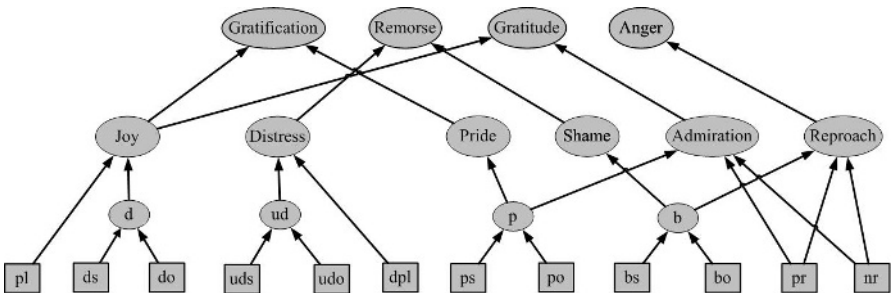 Gratification Remorse Gratitude Anger
Joy Distress Pride Shame Admiration Reproach
d ud p b
pl ds do uds udo dpl ps po bs bo pr nr